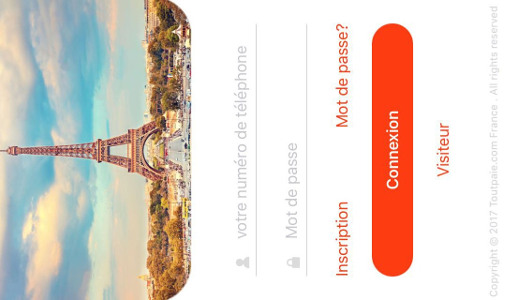 votre numéro de téléphone
Mot de passe
Inscription Mot de passe?
Connexion
Visiteur
Copyright © 2017 Toutpaie.com France . All rights reserved